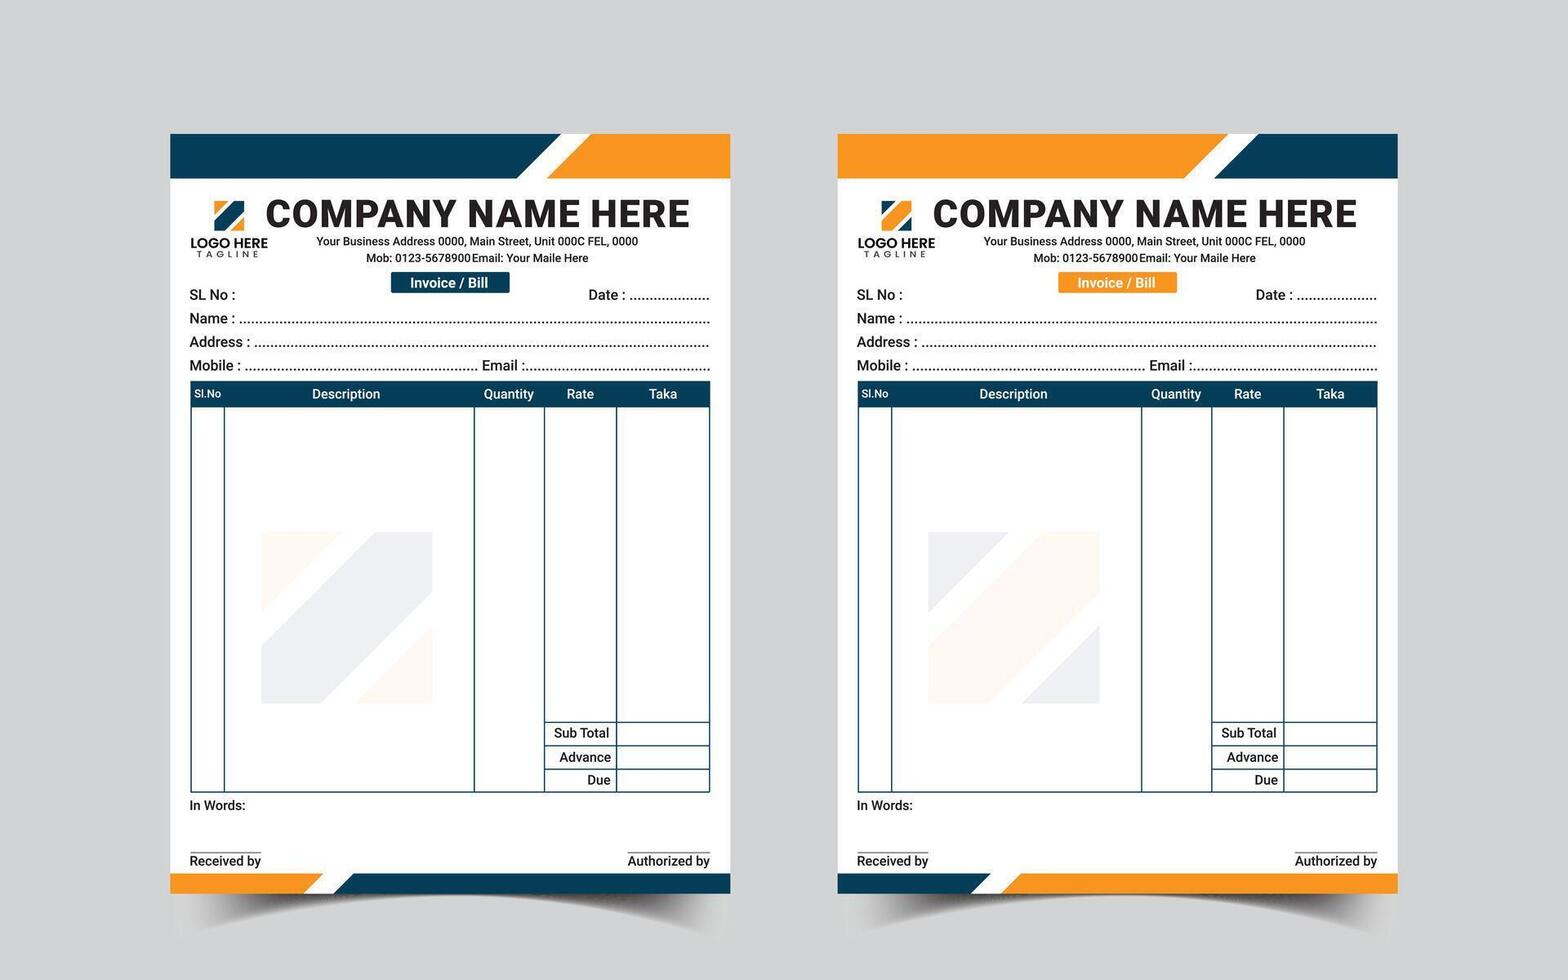 COMPANY NAME HERE
LOGO HERE
TAGLINE
Your Business Address 0000, Main Street, Unit 000C FEL, 0000
Mob: 0123-5678900Email: Your Maile Here
Invoice / Bill
SL No : Date : ....................
Name : ......................................................................................................................
Address : ..................................................................................................................
Mobile : .......................................................... Email :..............................................
Sl.No Description Quantity Rate Taka
Sub Total
Advance
Due
In Words:
Received by Authorized by
COMPANY NAME HERE
LOGO HERE
TAGLINE
Your Business Address 0000, Main Street, Unit 000C FEL, 0000
Mob: 0123-5678900Email: Your Maile Here
Invoice / Bill
SL No : Date : ....................
Name : ......................................................................................................................
Address : ..................................................................................................................
Mobile : .......................................................... Email :..............................................
Sl.No Description Quantity Rate Taka
Sub Total
Advance
Due
In Words:
Received by Authorized by